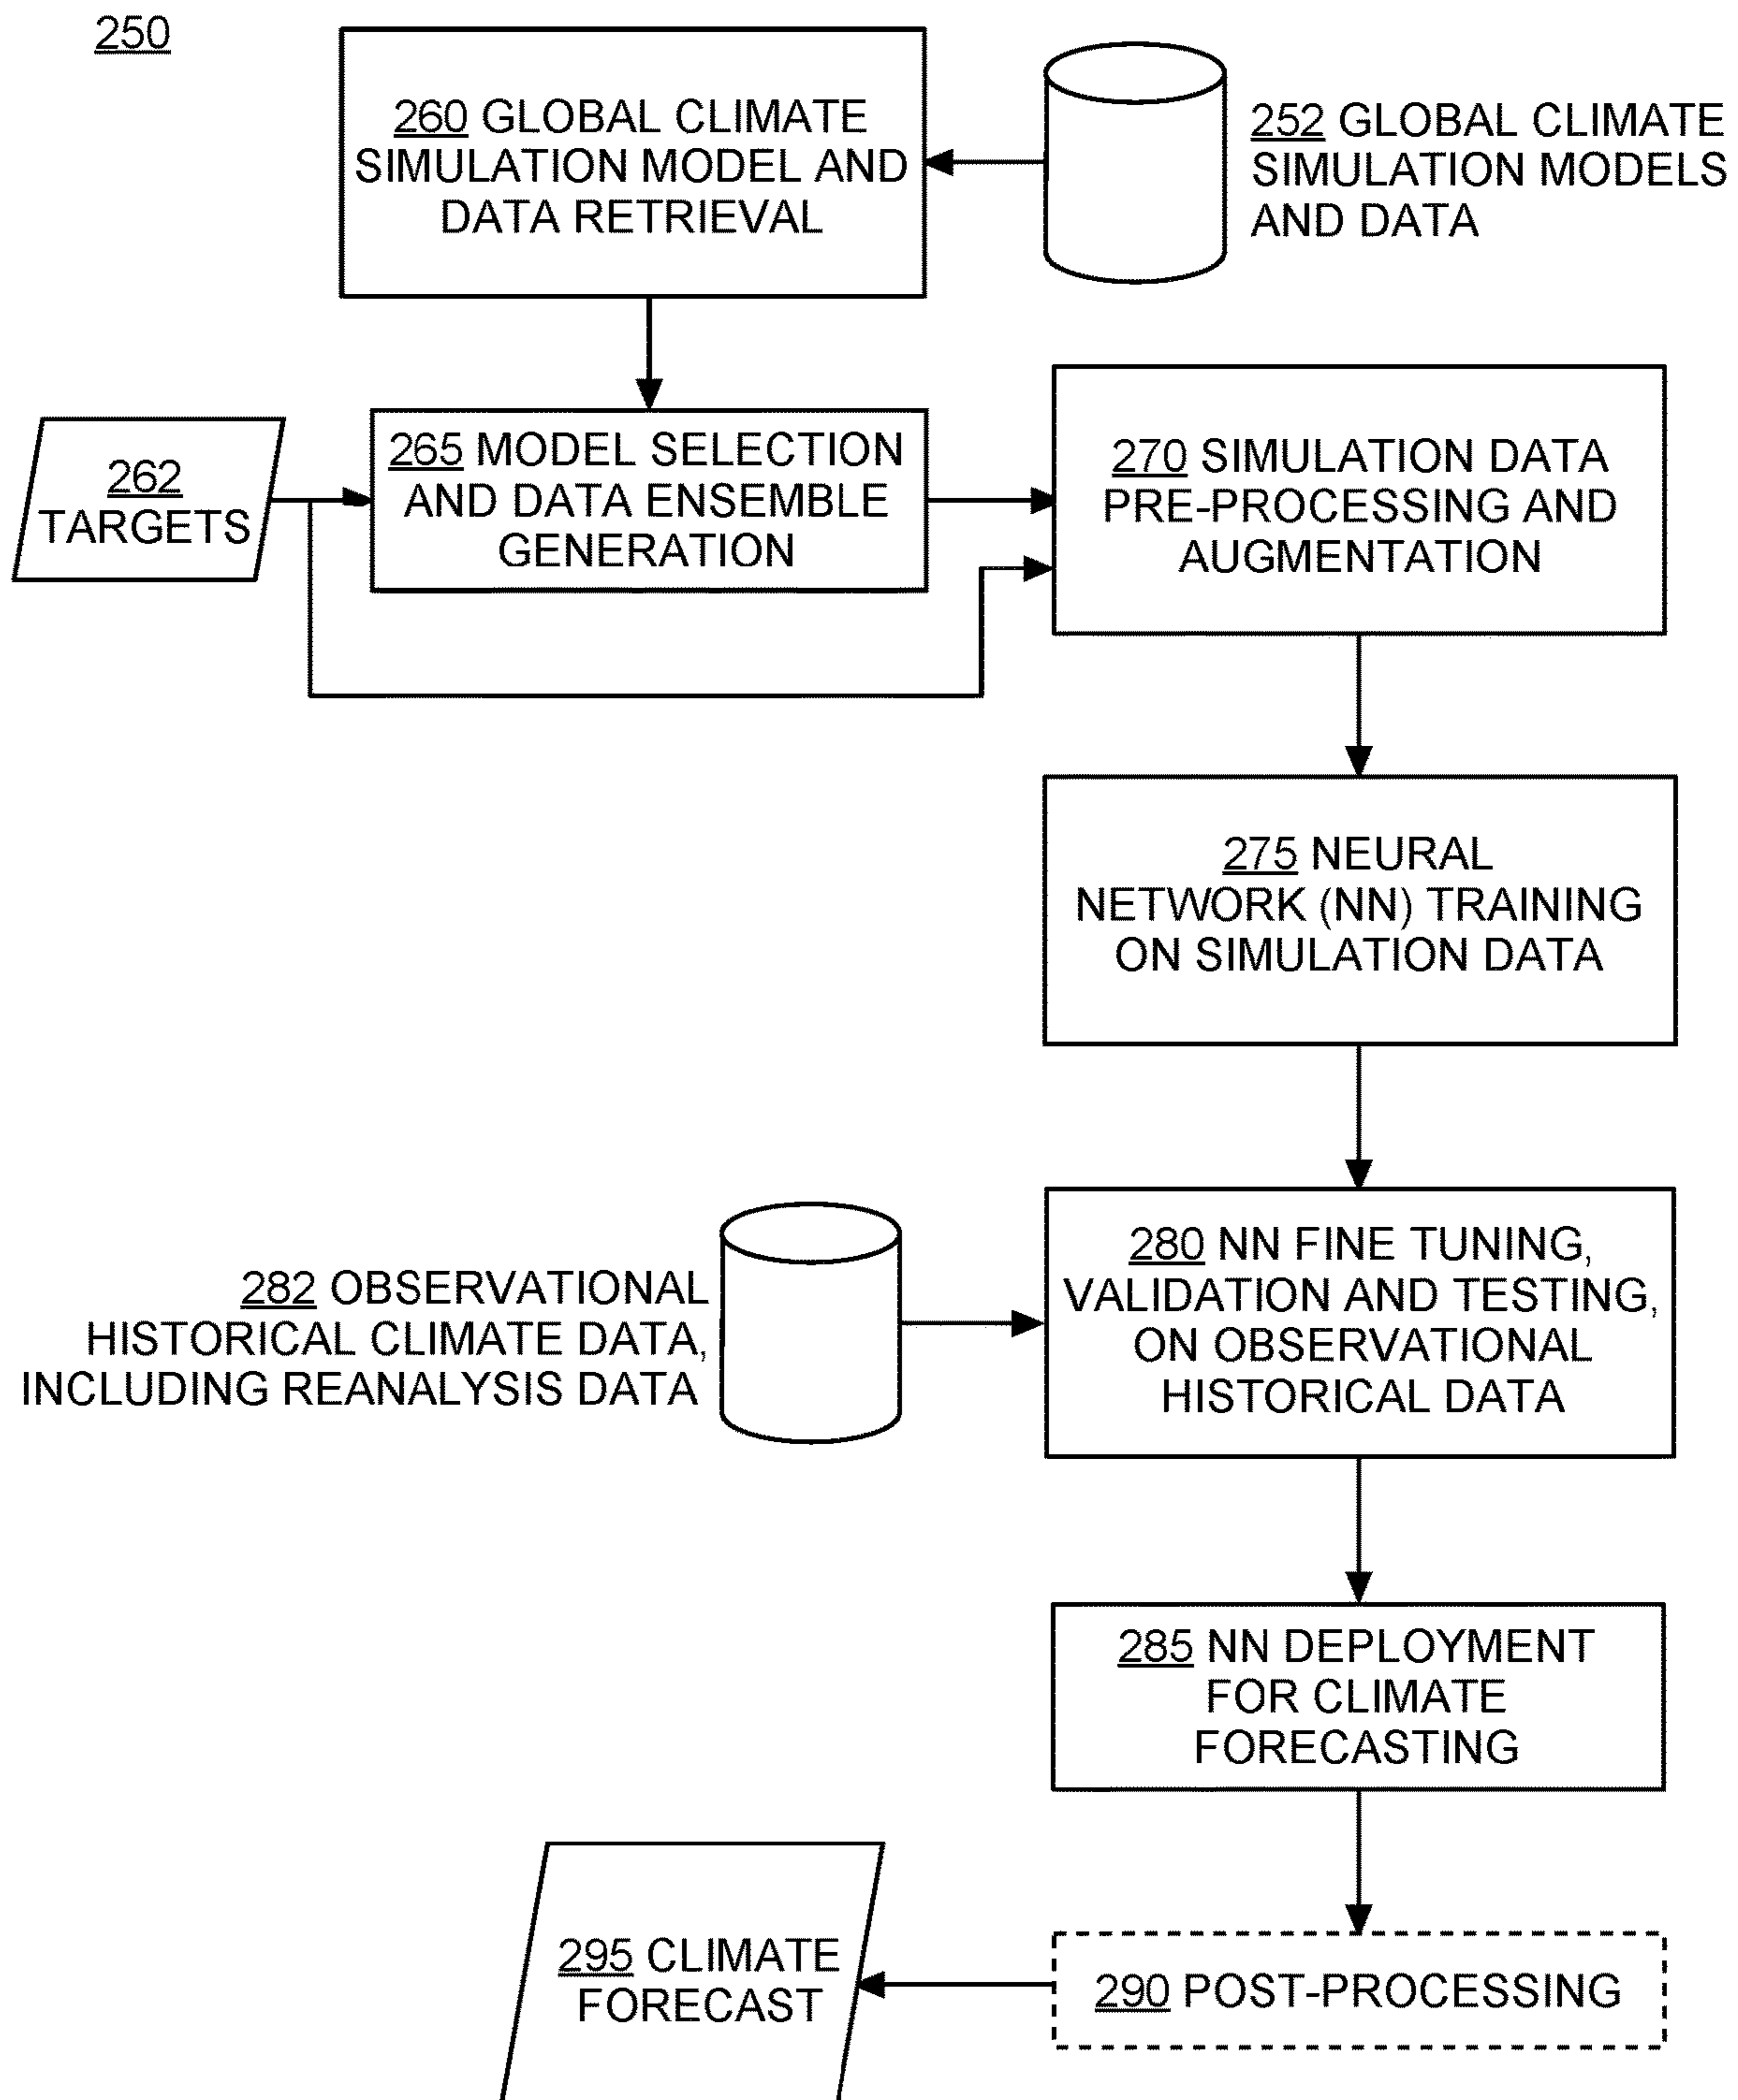 250
260 GLOBAL CLIMATE
SIMULATION MODEL AND
DATA RETRIEVAL
252 GLOBAL CLIMATE
SIMULATION MODELS
AND DATA
262
TARGETS
265 MODEL SELECTION
AND DATA ENSEMBLE
GENERATION
270 SIMULATION DATA
PRE-PROCESSING AND
AUGMENTATION
275 NEURAL
NETWORK (NN) TRAINING
ON SIMULATION DATA
282 OBSERVATIONAL
HISTORICAL CLIMATE DATA,
INCLUDING REANALYSIS DATA
280 NN FINE TUNING,
VALIDATION AND TESTING,
ON OBSERVATIONAL
HISTORICAL DATA
285 NN DEPLOYMENT
FOR CLIMATE
FORECASTING
295 CLIMATE
FORECAST
290 POST-PROCESSING